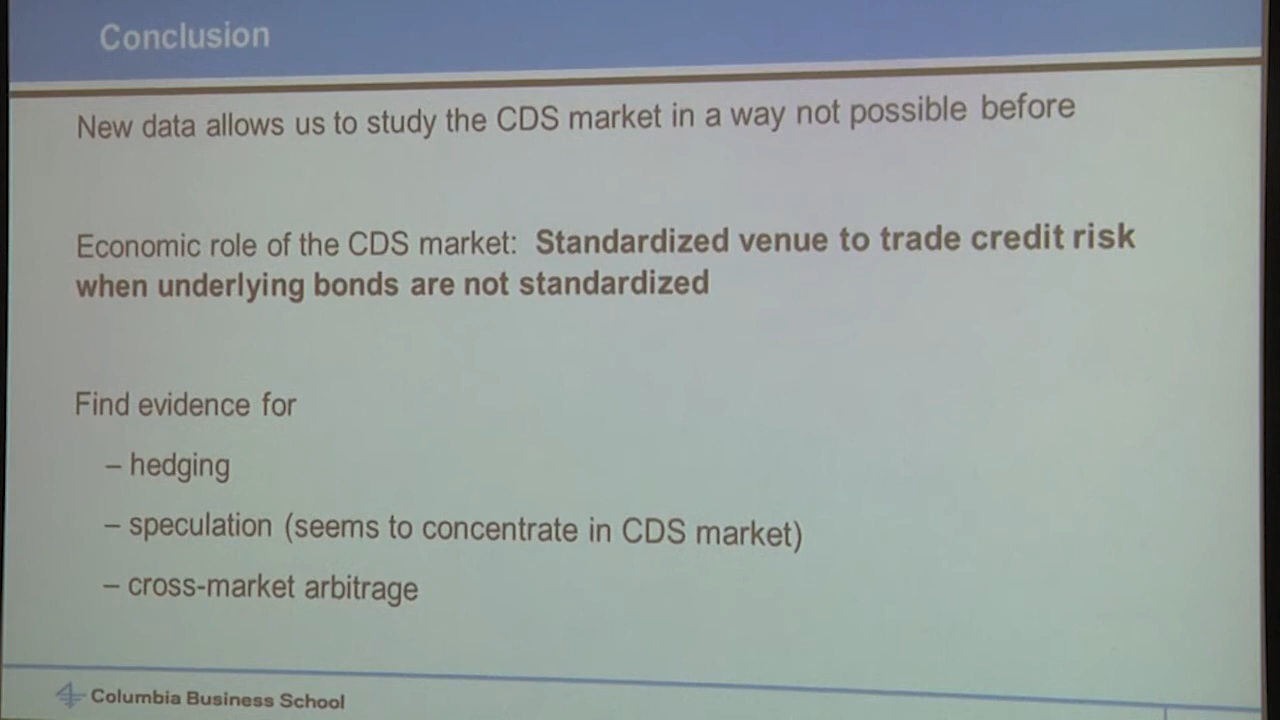 Conclusion
New data allows us to study the CDS market in a way not possible before
Economic role of the CDS market: Standardized venue to trade credit risk
when underlying bonds are not standardized
Find evidence for
– hedging
– speculation (seems to concentrate in CDS market)
– cross-market arbitrage
Columbia Business School